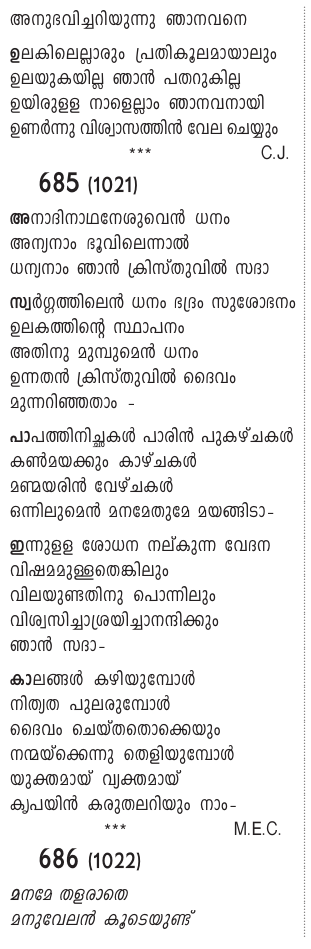 അനുഭവിച്ചറിയുന്നു ഞാനവനെ
ഉലകിലെല്ലാരും പ്രതികൂലമായാലും
ഉലയുകയില്ല ഞാൻ പതറുകില്ല
ഉയിരുളള നാളെല്ലാം ഞാനവനായി
ഉണർന്നു വിശ്വാസത്തിൻ വേല ചെയ്യും
*** C.J.
685 (1021)
അനാദിനാഥനേശുവെൻ ധനം
അന്യനാം ഭൂവിലെന്നാൽ
ധന്യനാം ഞാൻ ക്രിസ്തുവിൽ സദാ
സ്വർഗ്ഗത്തിലെൻ ധനം ഭദ്രം സുശോഭനം
ഉലകത്തിന്റെ സ്ഥാപനം
അതിനു മുമ്പുമെൻ ധനം
ഉന്നതൻ ക്രിസ്തുവിൽ ദൈവം
മുന്നറിഞ്ഞതാം -
പാപത്തിനിച്ഛകൾ പാരിൻ പുകഴ്ചകൾ
കൺമയക്കും കാഴ്ചകൾ
മണ്മയരിൻ വേഴ്ചകൾ
ഒന്നിലുമെൻ മനമേതുമേ മയങ്ങിടാ-
ഇന്നുളള ശോധന നല്കുന്ന വേദന
വിഷമമുള്ളതെങ്കിലും
വിലയുണ്ടതിനു പൊന്നിലും
വിശ്വസിച്ചാശ്രയിച്ചാനന്ദിക്കും
ഞാൻ സദാ-
കാലങ്ങൾ കഴിയുമ്പോൾ
നിത്യത പുലരുമ്പോൾ
ദൈവം ചെയ്തതൊക്കെയും
നന്മയ്ക്കെന്നു തെളിയുമ്പോൾ
യുക്തമായ് വ്യക്തമായ്
കൃപയിൻ കരുതലറിയും നാം-
*** M.E.C.
686 (1022)
മനമേ തളരാതെ
മനുവേലൻ കൂടെയുണ്ട്